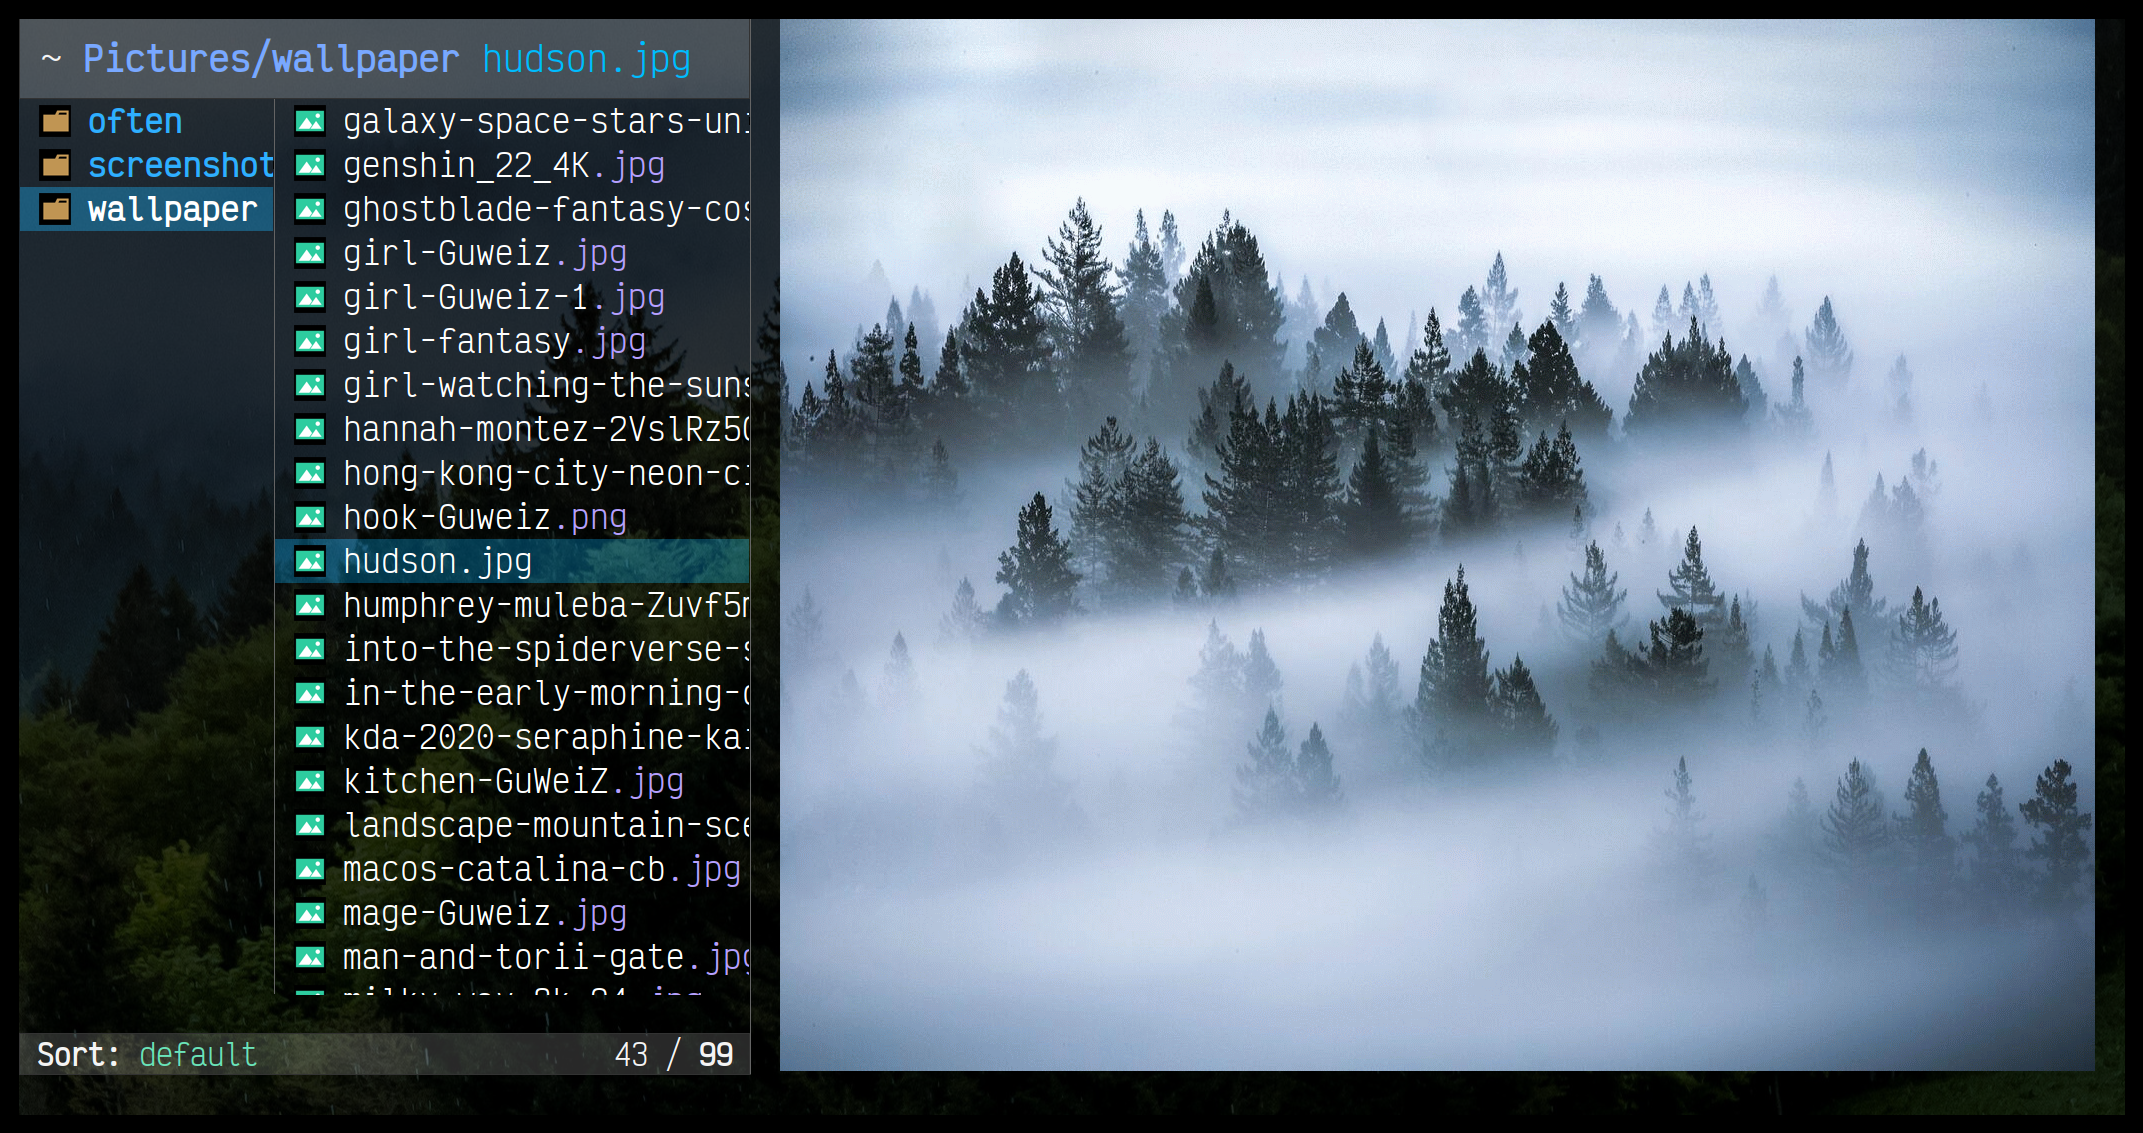 ~ Pictures/wallpaper hudson.jpg
often
screenshot
wallpaper
galaxy-space-stars-uni
genshin_22_4K.jpg
ghostblade-fantasy-cos
girl-Guweiz.jpg
girl-Guweiz-1.jpg
girl-fantasy.jpg
girl-watching-the-suns
hannah-montez-2VslRz50
hong-kong-city-neon-ci
hook-Guweiz.png
hudson.jpg
humphrey-muleba-Zuvf5m
into-the-spiderverse-s
in-the-early-morning-
kda-2020-seraphine-kai
kitchen-GuWeiZ.jpg
landscape-mountain-sce
macos-catalina-cb.jpg
mage-Guweiz.jpg
man-and-torii-gate.jpg
Sort: default
43 / 99